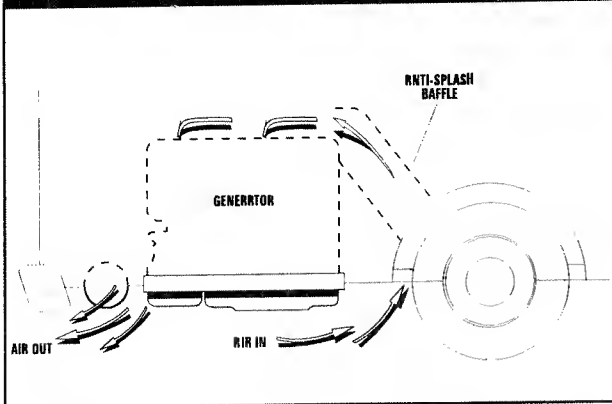 RNTI-SPLASH
BAFFLE
GENERRTOR
AIR OUT
RIR IN